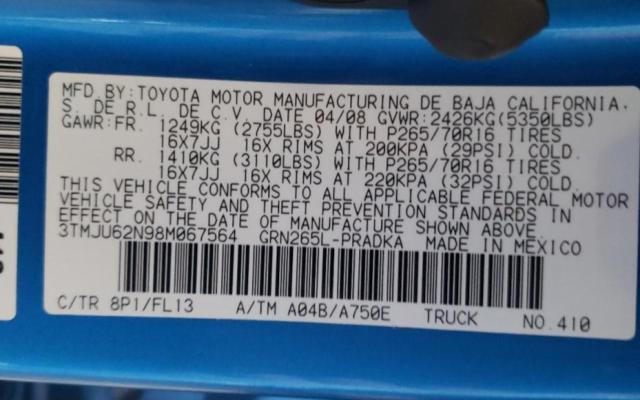 MFD.BY:TOYOTA MOTOR MANUFACTURING DE BAJA CALIFORNIA,
S. DE R.L. DE C.V. DATE 04/08 GVWR:2426KG(5350LBS)
GAWR:FR. 1249KG (2755LBS) WITH P265/70R16 TIRES
16X7JJ 16X RIMS AT 200KPA (29PSI) COLD.
RR. 1410KG (3110LBS) WITH P265/70R16 TIRES
16X7JJ 16X RIMS AT 220KPA (32PSI) COLD.
THIS VEHICLE CONFORMS TO ALL APPLICABLE FEDERAL MOTOR
VEHICLE SAFETY AND THEFT PREVENTION STANDARDS IN
EFFECT ON THE DATE OF MANUFACTURE SHOWN ABOVE.
3TMJU62N98M067564 GRN265L-PRADKA MADE IN MEXICO
C/TR 8P1/FL13 A/TM A04B/A750E TRUCK NO.410